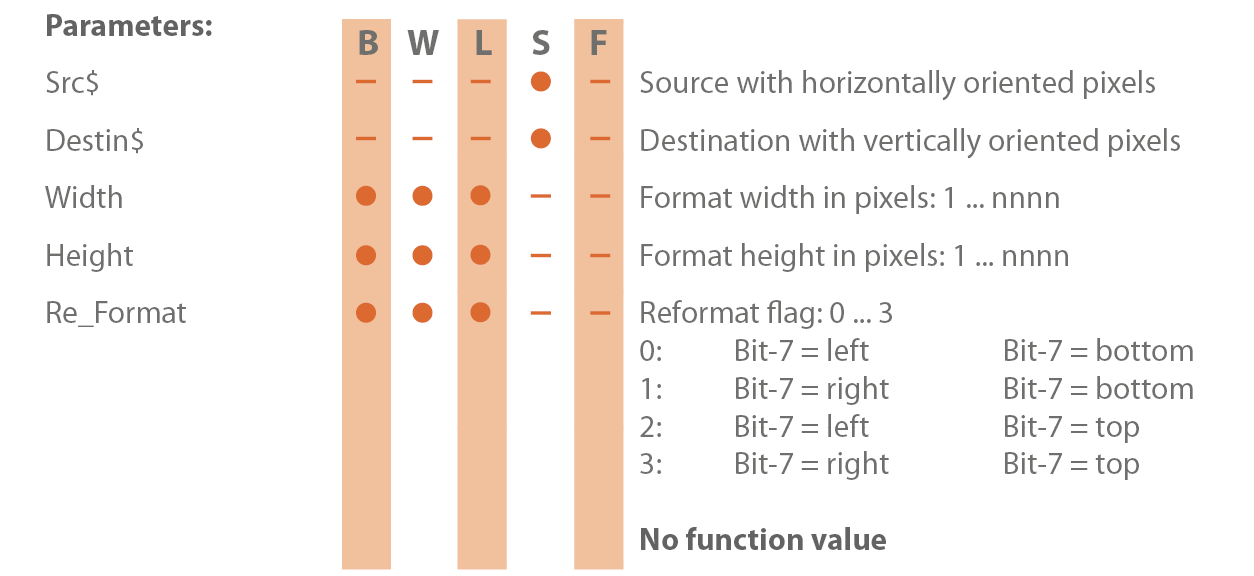 Parameters:
B W L S F
Src$ – – – ● – Source with horizontally oriented pixels
Destin$ – – – ● – Destination with vertically oriented pixels
Width ● ● ● – – Format width in pixels: 1 ... nnnn
Height ● ● ● – – Format height in pixels: 1 ... nnnn
Re_Format ● ● ● – – Reformat flag: 0 ... 3
0: Bit-7 = left Bit-7 = bottom
1: Bit-7 = right Bit-7 = bottom
2: Bit-7 = left Bit-7 = top
3: Bit-7 = right Bit-7 = top
No function value